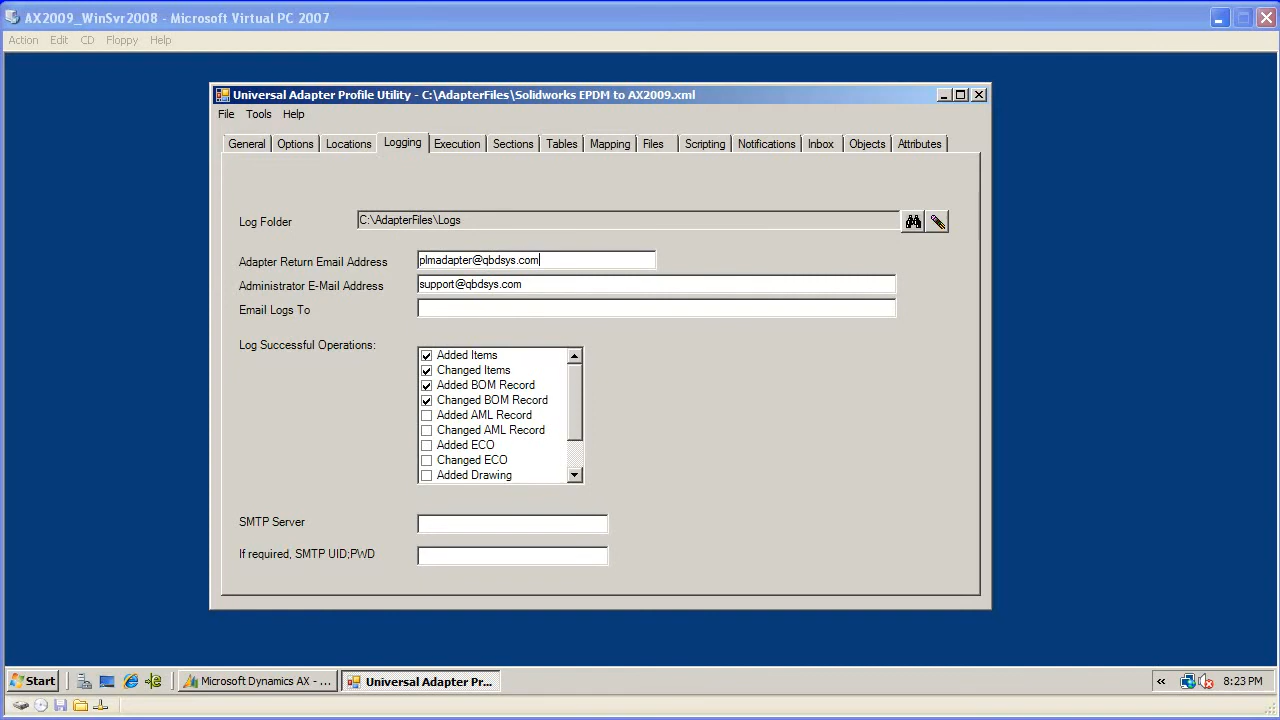 AX2009_WinSvr2008 - Microsoft Virtual PC 2007
Action Edit CD Floppy Help
Universal Adapter Profile Utility - C:\AdapterFiles\Solidworks EPDM to AX2009.xml
File Tools Help
General Options Locations Logging Execution Sections Tables Mapping Files Scripting Notifications Inbox Objects Attributes
Log Folder C:\AdapterFiles\Logs
Adapter Return Email Address plmadapter@qbdsys.com
Administrator E-Mail Address support@qbdsys.com
Email Logs To
Log Successful Operations:
Added Items
Changed Items
Added BOM Record
Changed BOM Record
Added AML Record
Changed AML Record
Added ECO
Changed ECO
Added Drawing
SMTP Server
If required, SMTP UID;PWD
Start Microsoft Dynamics AX - ... Universal Adapter Pr... « 8:23 PM